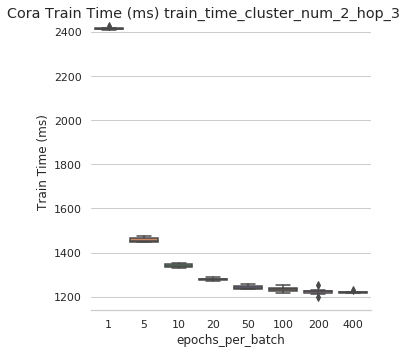 Cora Train Time (ms) train_time_cluster_num_2_hop_3
2400
2200
2000
1800
1600
1400
1200
Train Time (ms)
1 5 10 20 50 100 200 400
epochs_per_batch